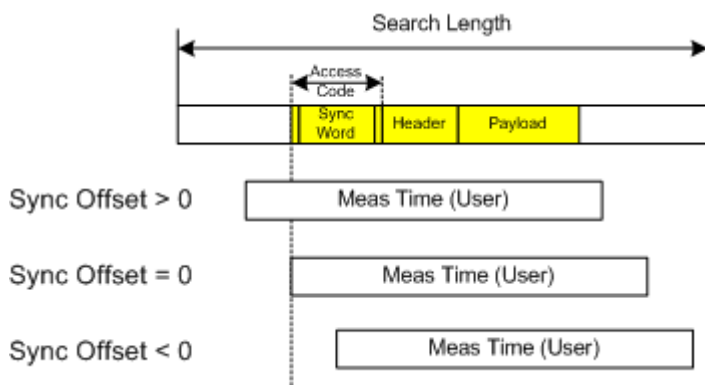 Search Length
Access
Code
Sync
Word
Header
Payload
Sync Offset > 0
Meas Time (User)
Sync Offset = 0
Meas Time (User)
Sync Offset < 0
Meas Time (User)